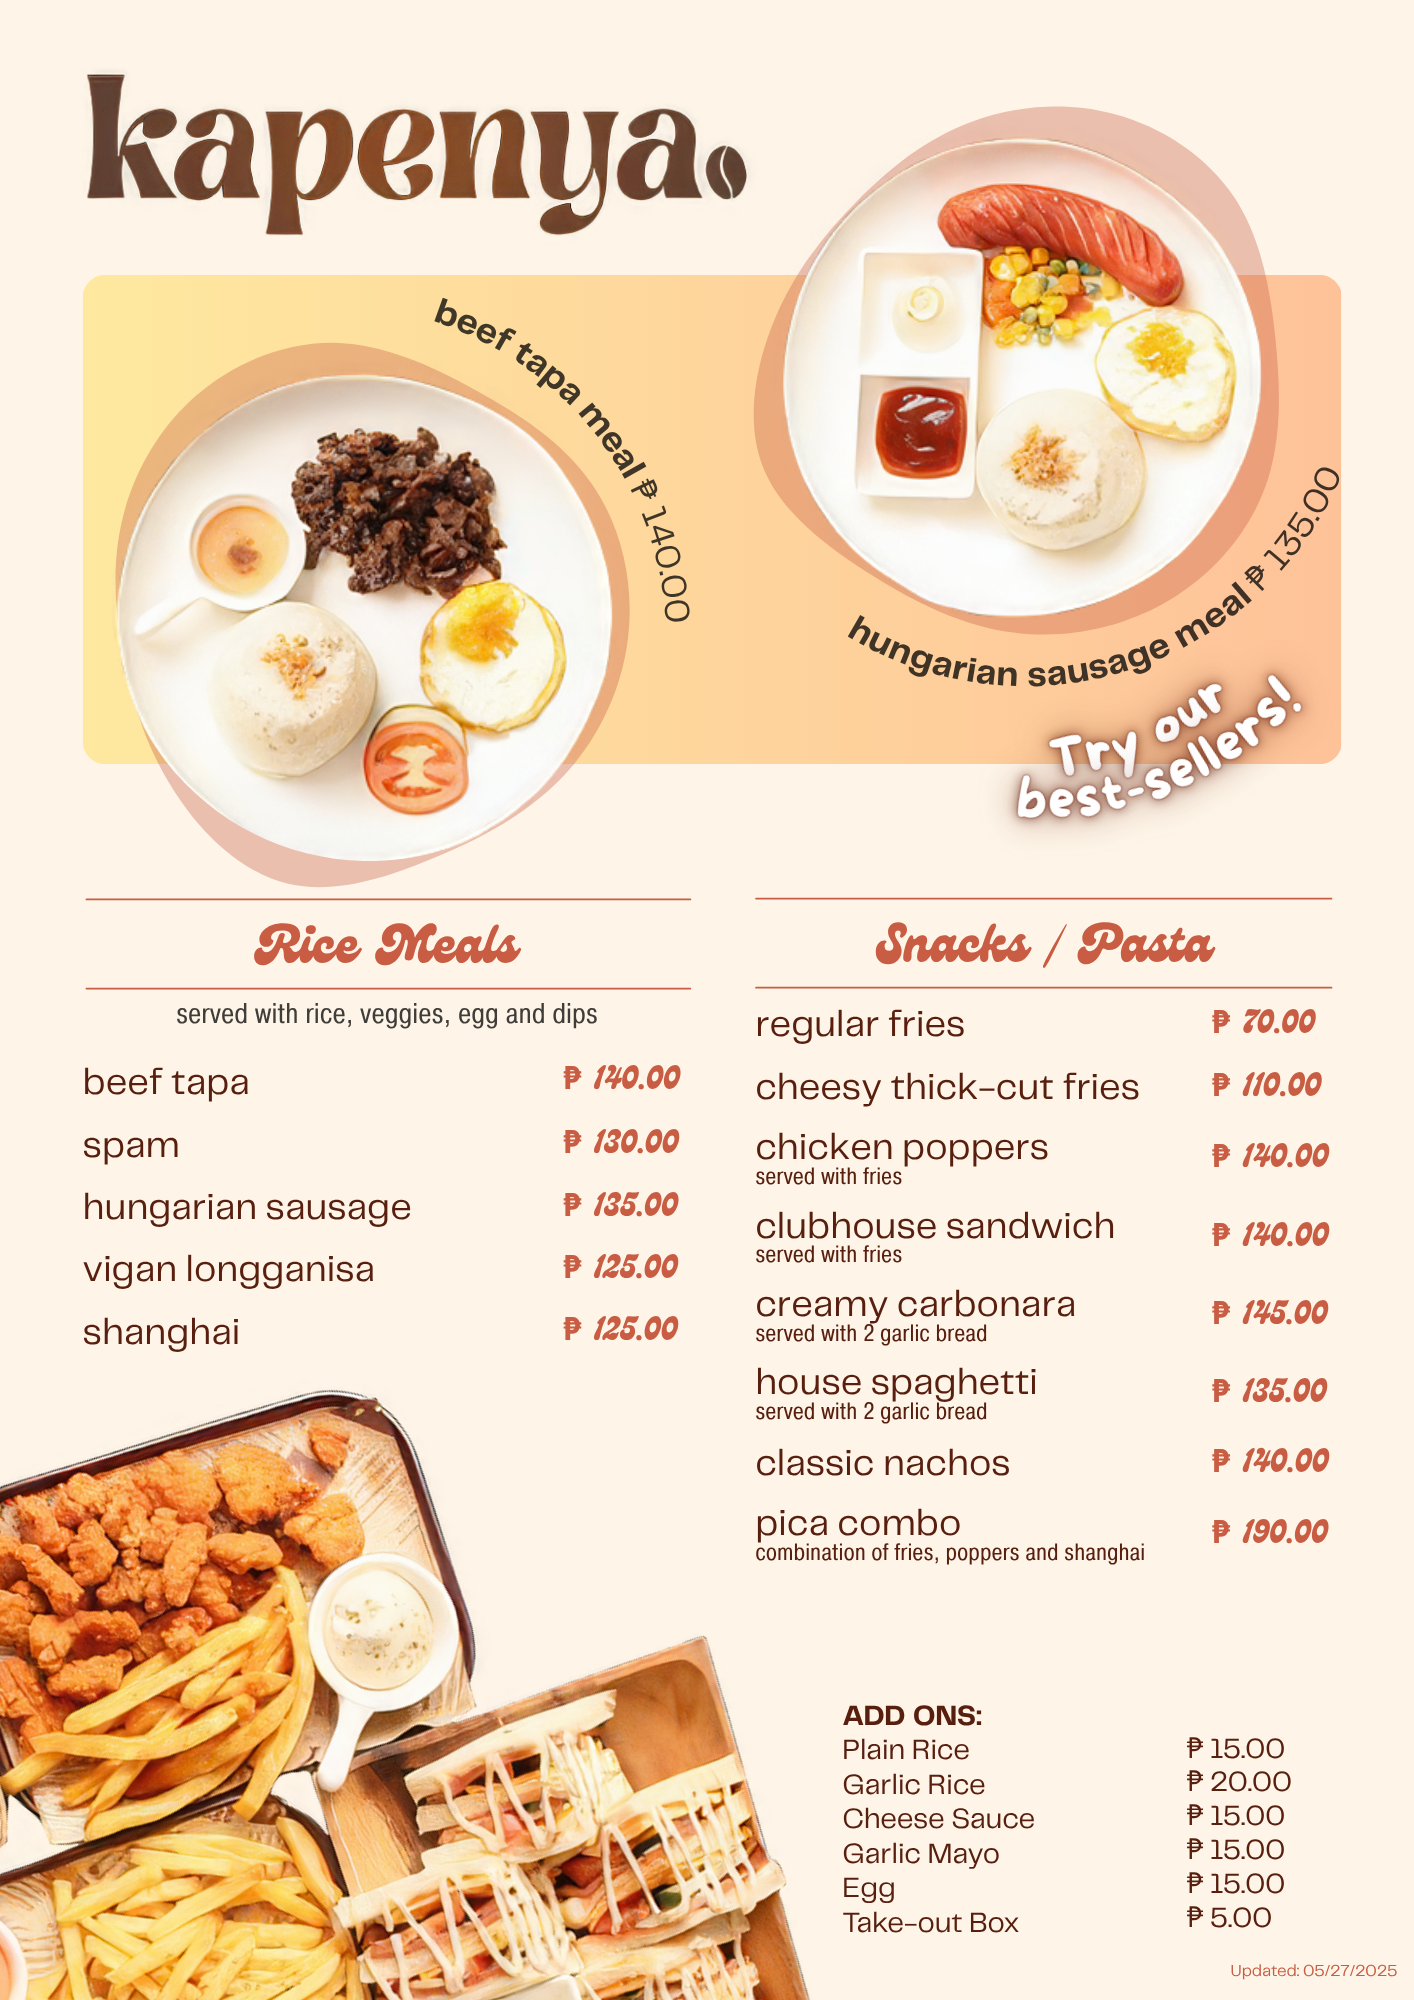 kapenya
beef tapa meal ₱ 140.00
hungarian sausage meal ₱ 135.00
Try our
best-sellers!
Rice Meals
served with rice, veggies, egg and dips
beef tapa ₱ 140.00
spam ₱ 130.00
hungarian sausage ₱ 135.00
vigan longganisa ₱ 125.00
shanghai ₱ 125.00
Snacks / Pasta
regular fries ₱ 70.00
cheesy thick-cut fries ₱ 110.00
chicken poppers ₱ 140.00
served with fries
clubhouse sandwich ₱ 140.00
served with fries
creamy carbonara ₱ 145.00
served with 2 garlic bread
house spaghetti ₱ 135.00
served with 2 garlic bread
classic nachos ₱ 140.00
pica combo ₱ 190.00
combination of fries, poppers and shanghai
ADD ONS:
Plain Rice ₱ 15.00
Garlic Rice ₱ 20.00
Cheese Sauce ₱ 15.00
Garlic Mayo ₱ 15.00
Egg ₱ 15.00
Take-out Box ₱ 5.00
Updated: 05/27/2025